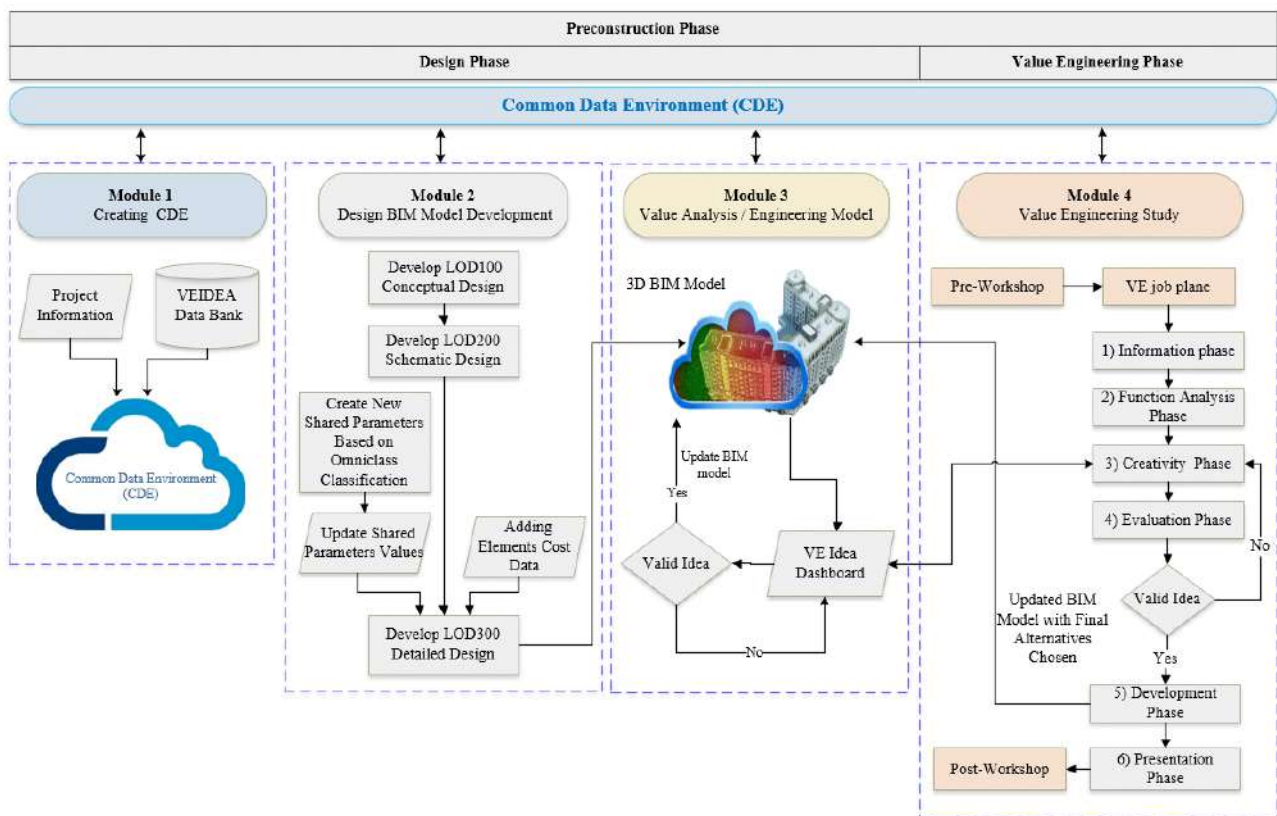 Preconstruction Phase
Design Phase
Value Engineering Phase
Common Data Environment (CDE)
Module 1
Creating CDE
Project
Information
VEIDEA
Data Bank
Common Data Environment
(CDE)
Module 2
Design BIM Model Development
Develop LOD100
Conceptual Design
Develop LOD200
Schematic Design
Create New
Shared Parameters
Based on
Omniclass
Classification
Update Shared
Parameters Values
Adding
Elements Cost
Data
Develop LOD300
Detailed Design
Module 3
Value Analysis / Engineering Model
3D BIM Model
Update BIM
model
Yes
Valid Idea
VE Idea
Dashboard
No
Module 4
Value Engineering Study
Pre-Workshop
VE job plane
1) Information phase
2) Function Analysis
Phase
3) Creativity Phase
4) Evaluation Phase
No
Valid Idea
Updated BIM
Model with Final
Alternatives
Chosen
Yes
5) Development
Phase
6) Presentation
Phase
Post-Workshop